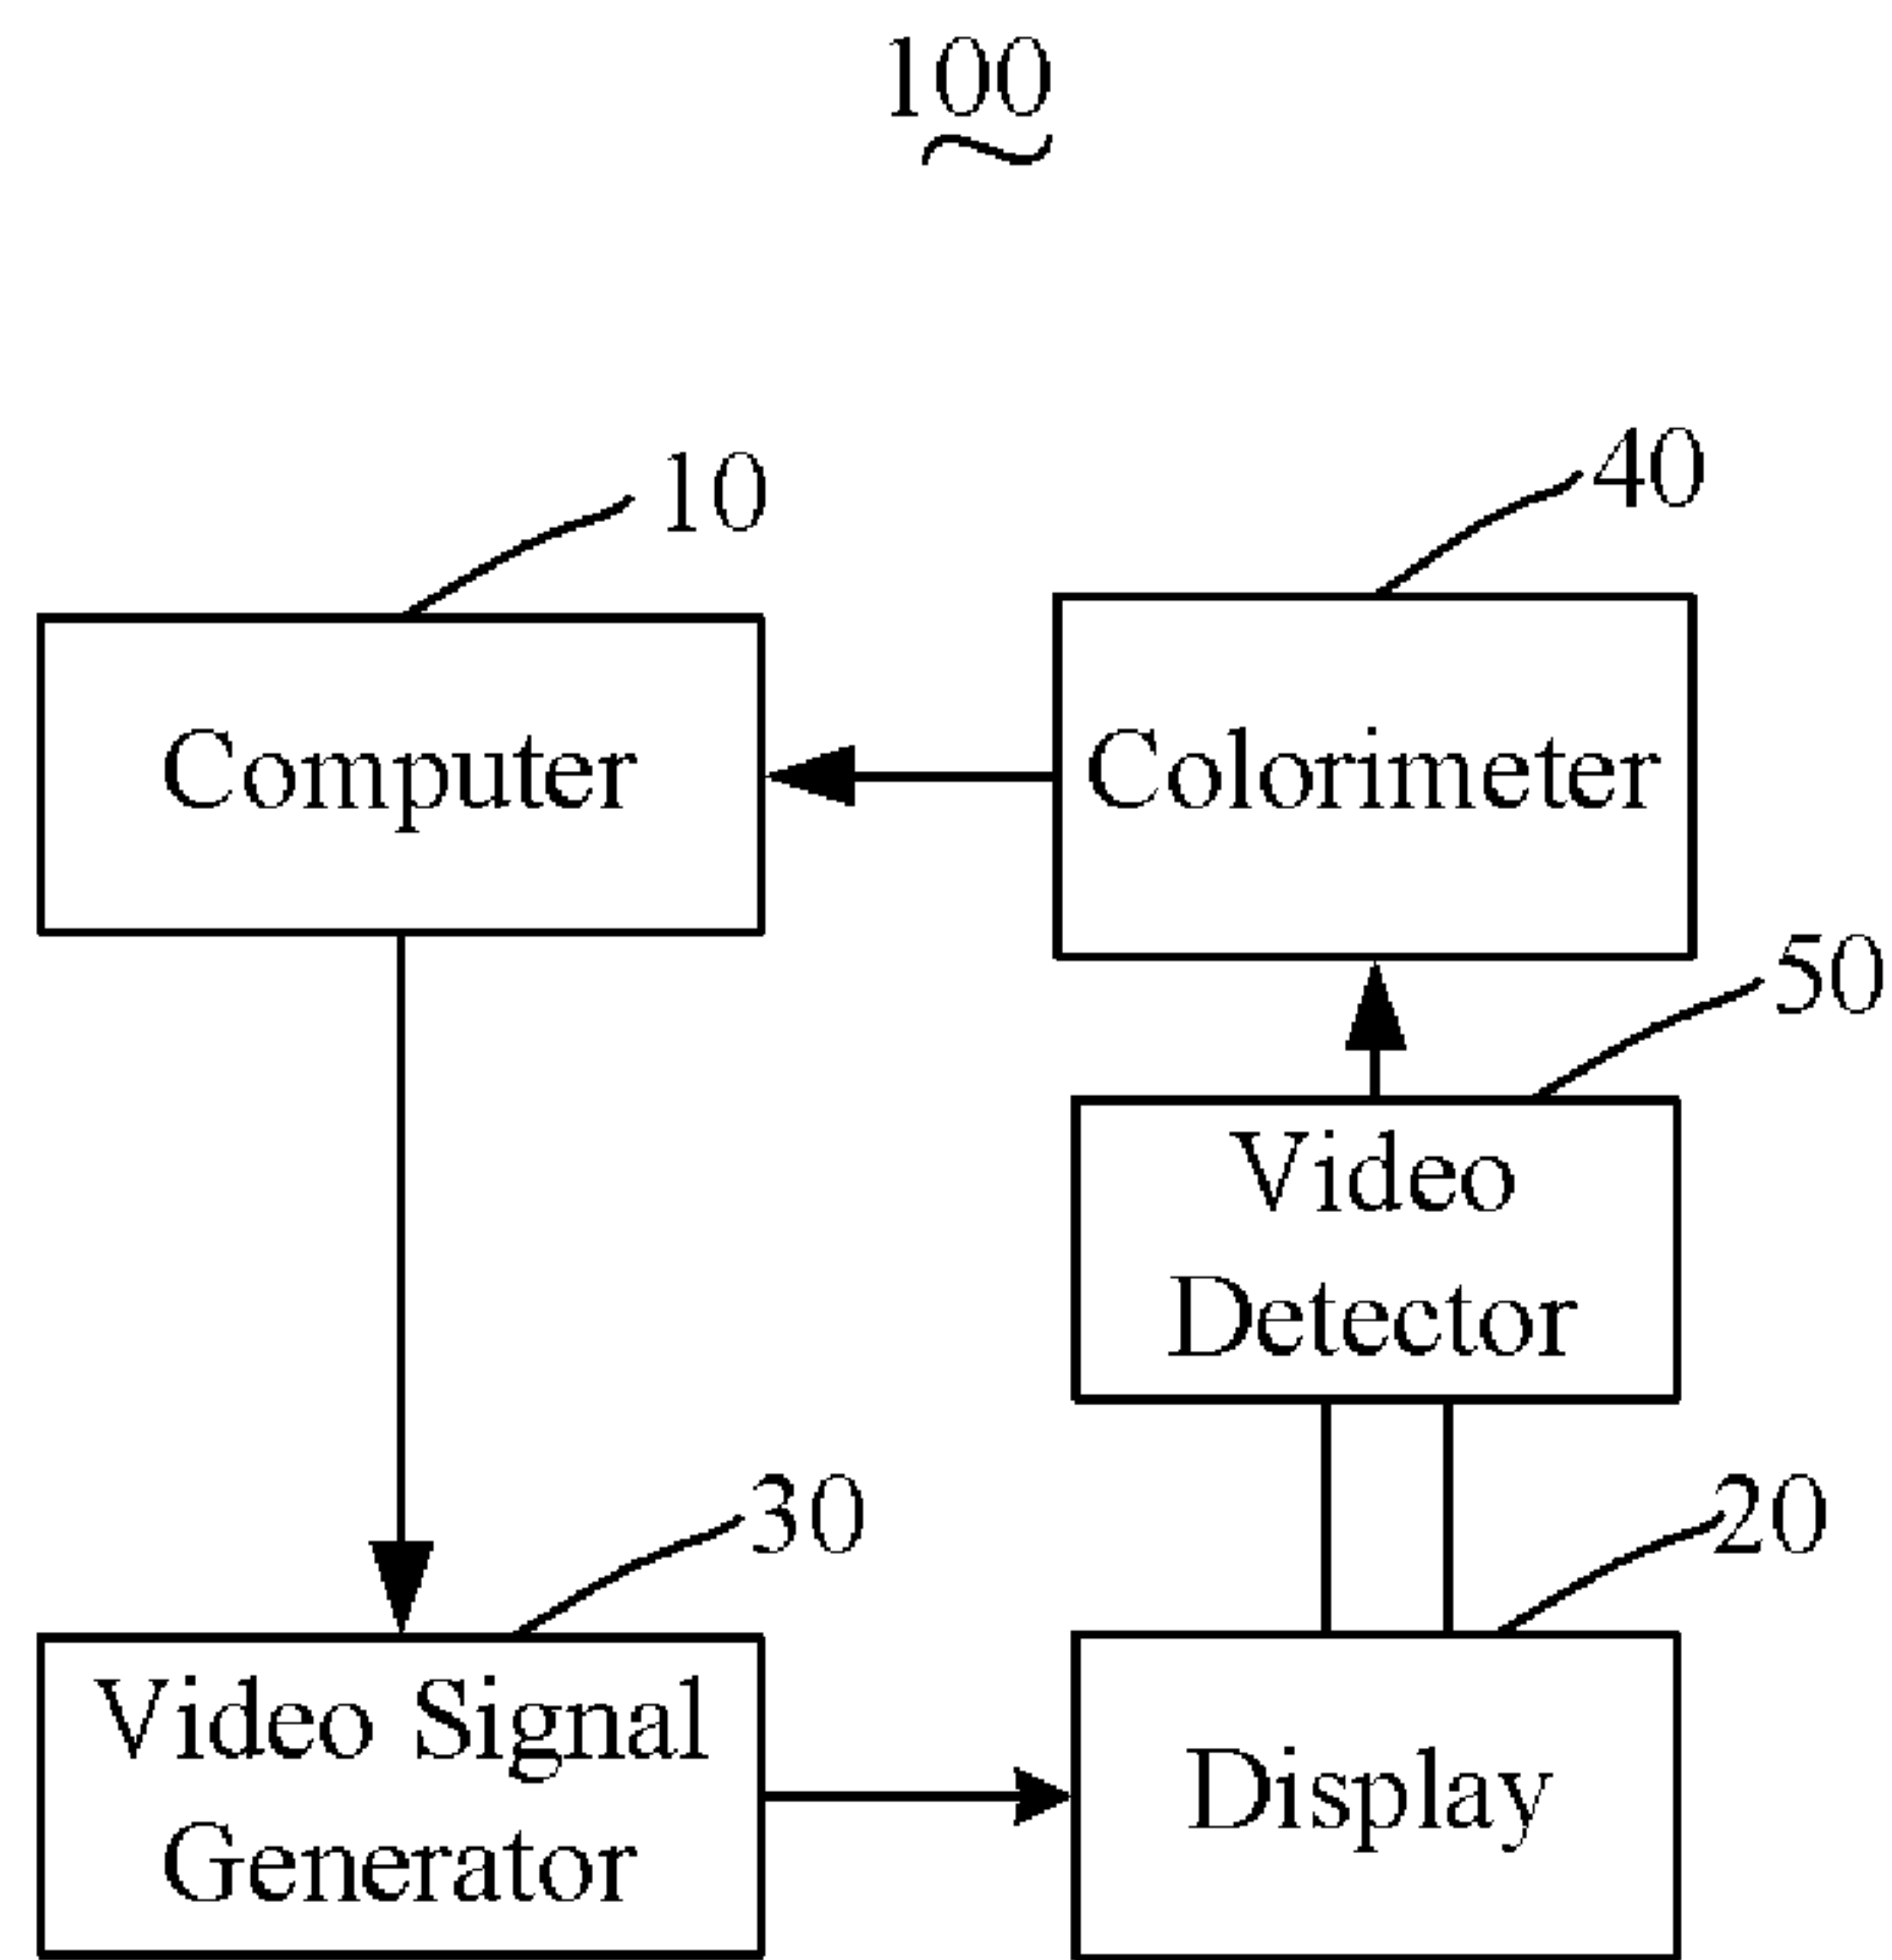 100
10
40
Computer
Colorimeter
50
Video
Detector
30
20
Video Signal
Generator
Display